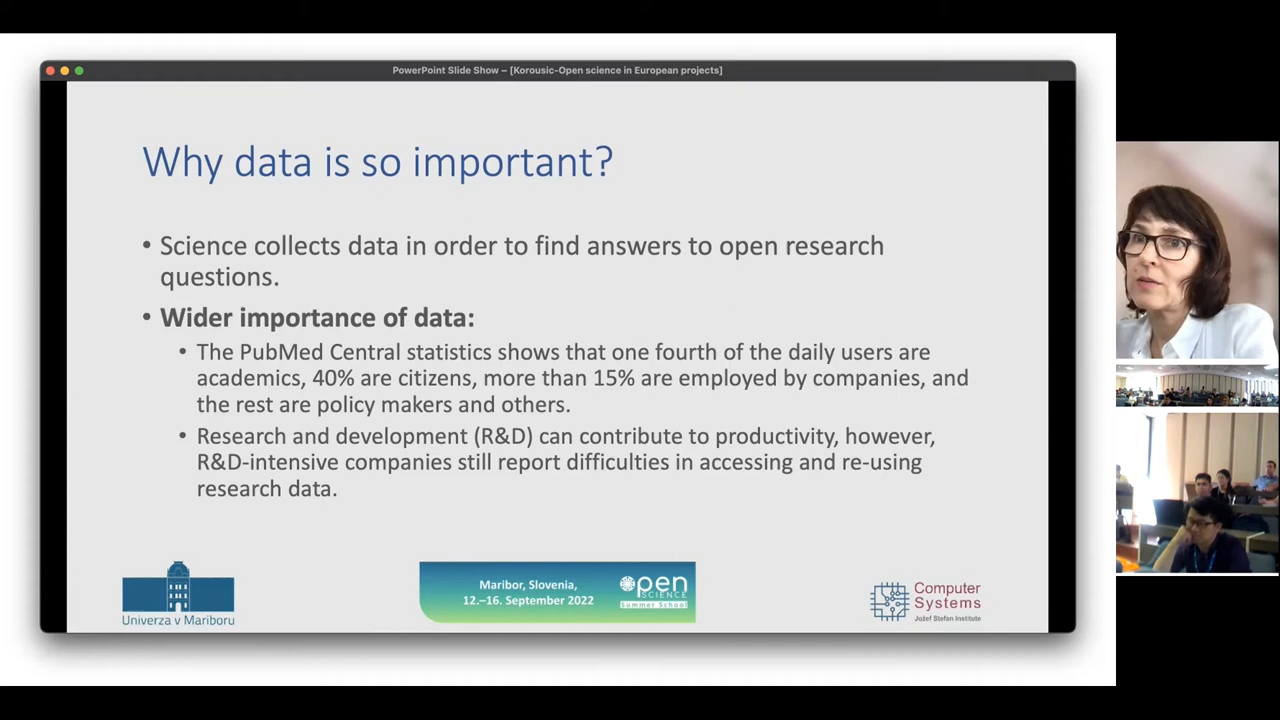 PowerPoint Slide Show – [Korousic-Open science in European projects]
Why data is so important?
• Science collects data in order to find answers to open research
questions.
• Wider importance of data:
• The PubMed Central statistics shows that one fourth of the daily users are
academics, 40% are citizens, more than 15% are employed by companies, and
the rest are policy makers and others.
• Research and development (R&D) can contribute to productivity, however,
R&D-intensive companies still report difficulties in accessing and re-using
research data.
Univerza v Mariboru
Maribor, Slovenia,
12.–16. September 2022
Open
SCIENCE
Summer School
Computer
Systems
Jožef Stefan Institute